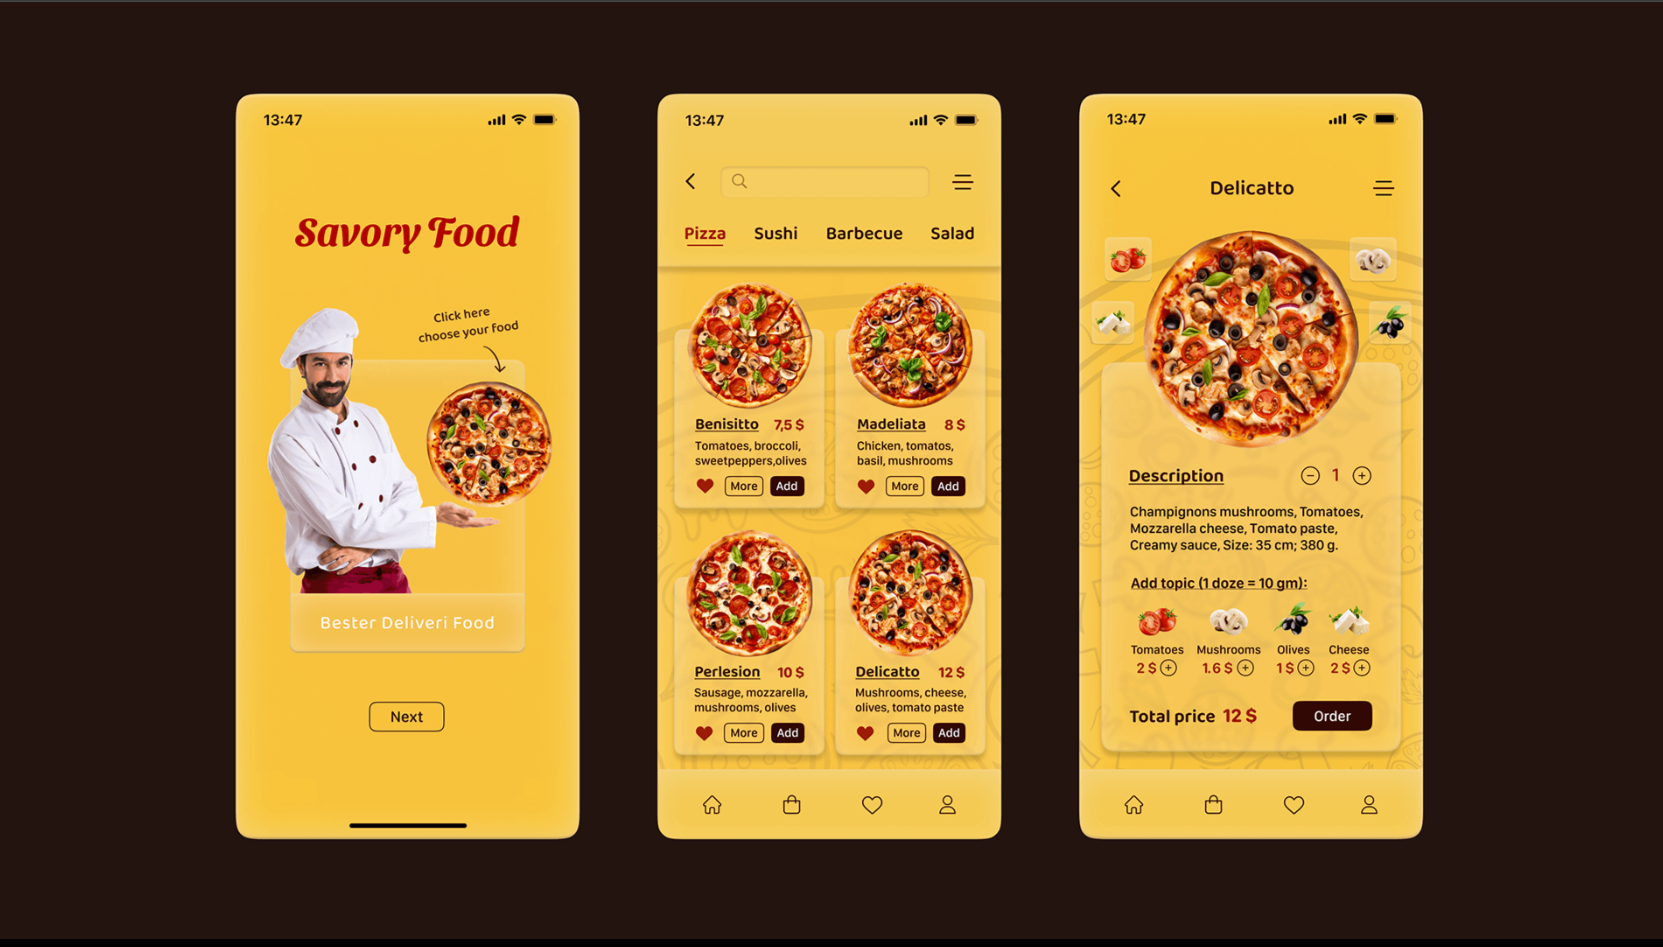 13:47
Savory Food
Click here
choose your food
Bester Deliveri Food
Next
13:47
Pizza Sushi Barbecue Salad
Benisitto 7,5 $
Tomatoes, broccoli,
sweetpeppers,olives
More Add
Madeliata 8 $
Chicken, tomatos,
basil, mushrooms
More Add
Perlesion 10 $
Sausage, mozzarella,
mushrooms, olives
More Add
Delicatto 12 $
Mushrooms, cheese,
olives, tomato paste
More Add
13:47
Delicatto
Description 1
Champignons mushrooms, Tomatoes,
Mozzarella cheese, Tomato paste,
Creamy sauce, Size: 35 cm; 380 g.
Add topic (1 doze = 10 gm):
Tomatoes Mushrooms Olives Cheese
2 $ 1.6 $ 1 $ 2 $
Total price 12 $ Order